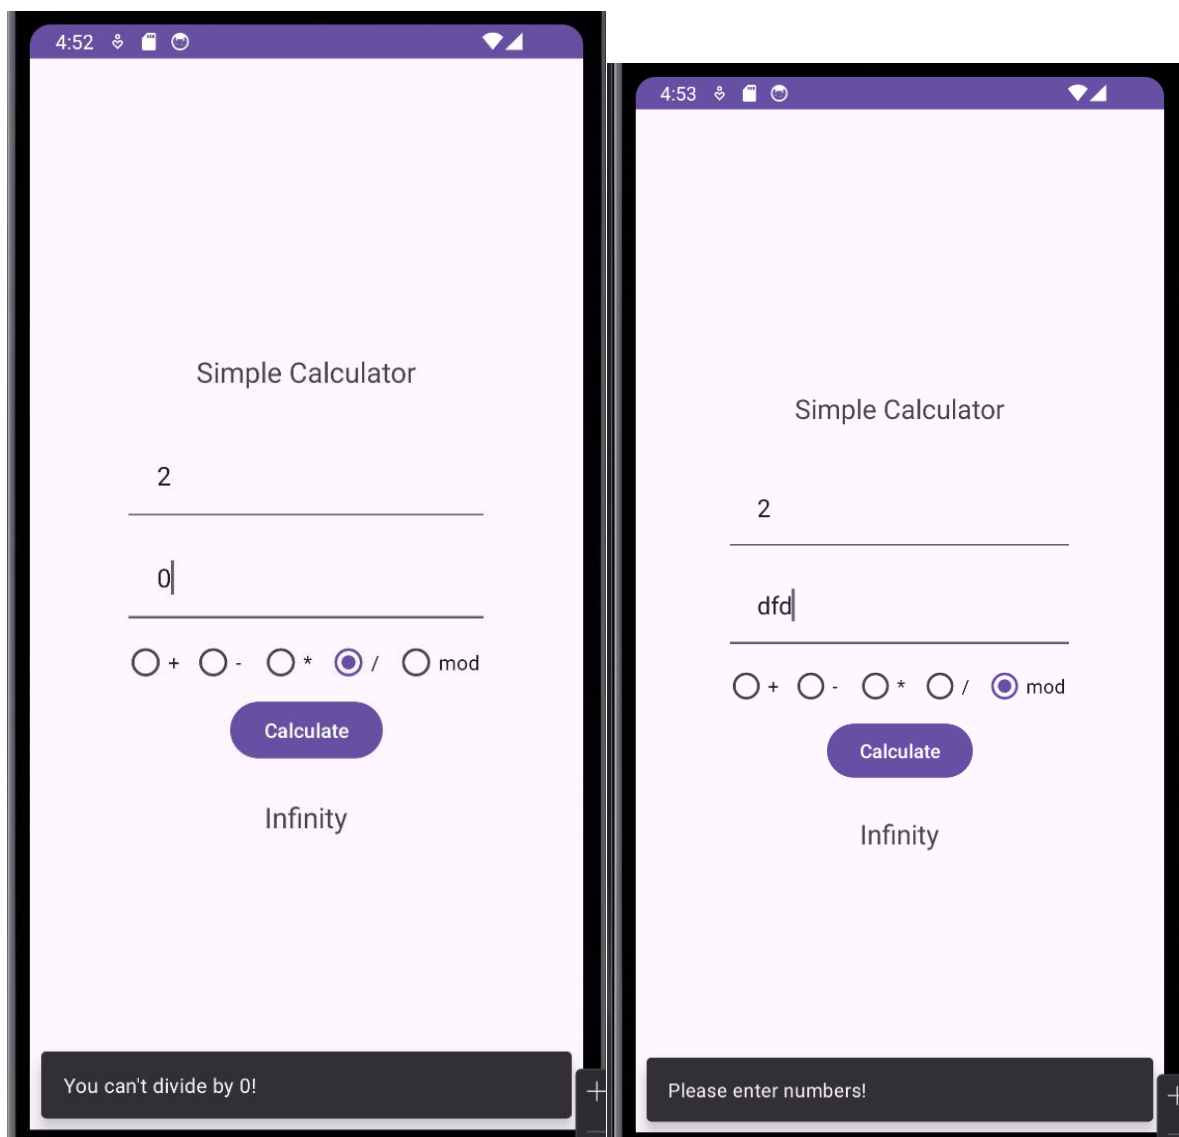 4:52
Simple Calculator
2
0
+ - * / mod
Calculate
Infinity
You can't divide by 0!
4:53
Simple Calculator
2
dfd
+ - * / mod
Calculate
Infinity
Please enter numbers!